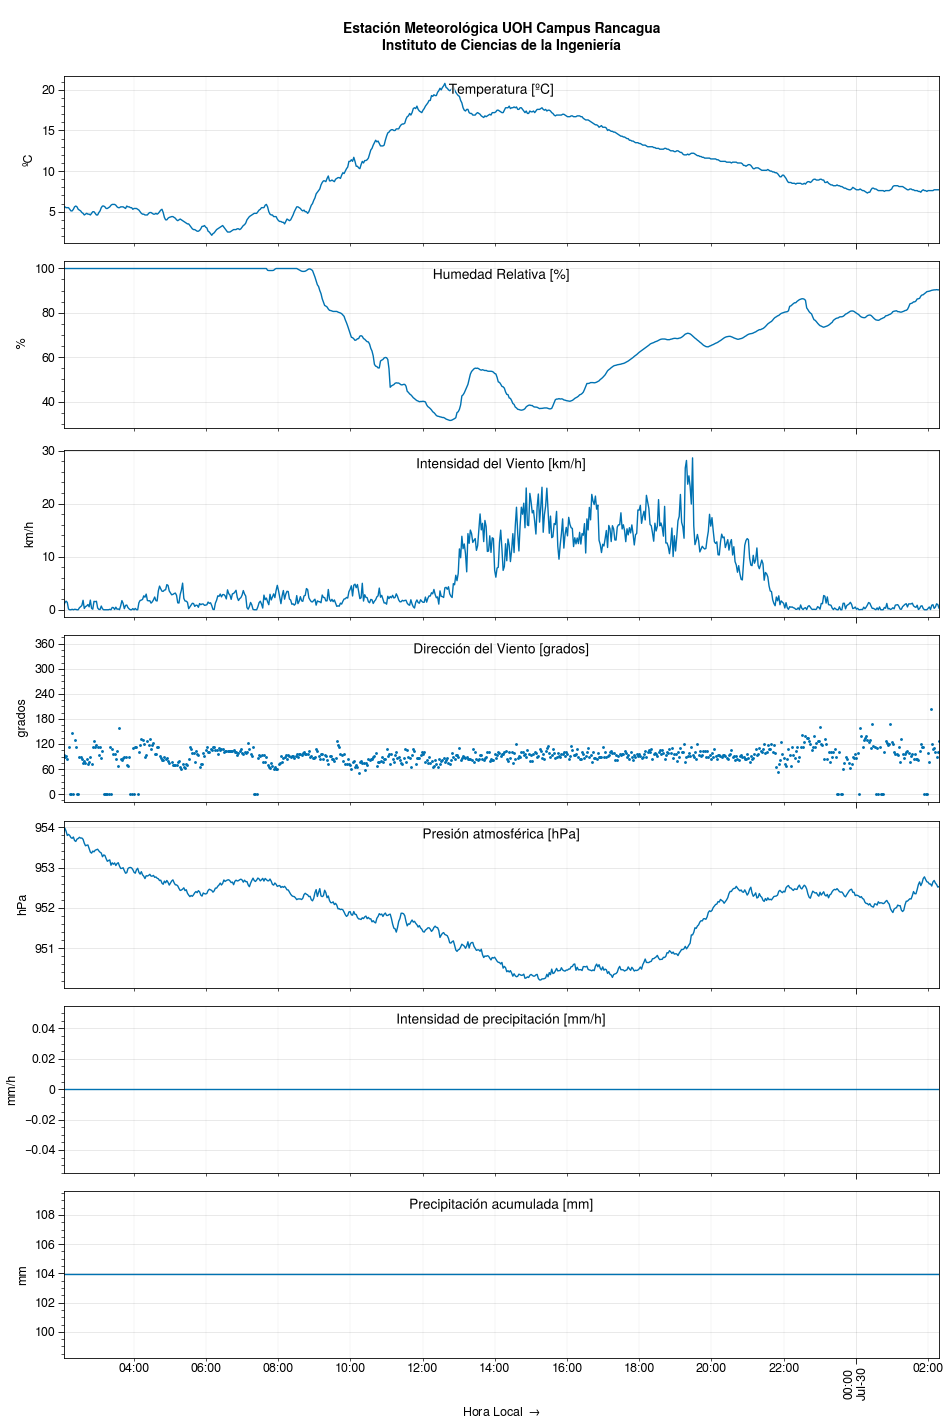 Estación Meteorológica UOH Campus Rancagua
Instituto de Ciencias de la Ingeniería
Temperatura [ºC]
ºC
20
15
10
5
Humedad Relativa [%]
%
100
80
60
40
Intensidad del Viento [km/h]
km/h
30
20
10
0
Dirección del Viento [grados]
grados
360
300
240
180
120
60
0
Presión atmosférica [hPa]
hPa
954
953
952
951
Intensidad de precipitación [mm/h]
mm/h
0.04
0.02
0
−0.02
−0.04
Precipitación acumulada [mm]
mm
108
106
104
102
100
04:00 06:00 08:00 10:00 12:00 14:00 16:00 18:00 20:00 22:00 00:00 02:00
Jul-30
Hora Local →